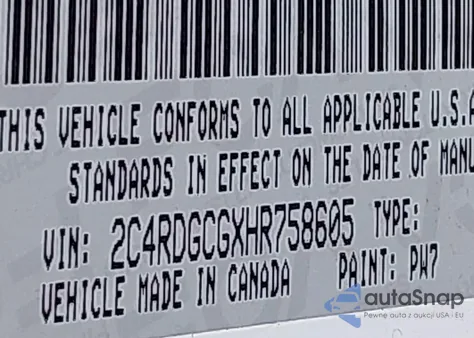 THIS VEHICLE CONFORMS TO ALL APPLICABLE U.S.A
STANDARDS IN EFFECT ON THE DATE OF MANU
VIN: 2C4RDGCGXHR758605 TYPE:
VEHICLE MADE IN CANADA PAINT: PW7
autaSnap
Pewne auta z aukcji USA - EU